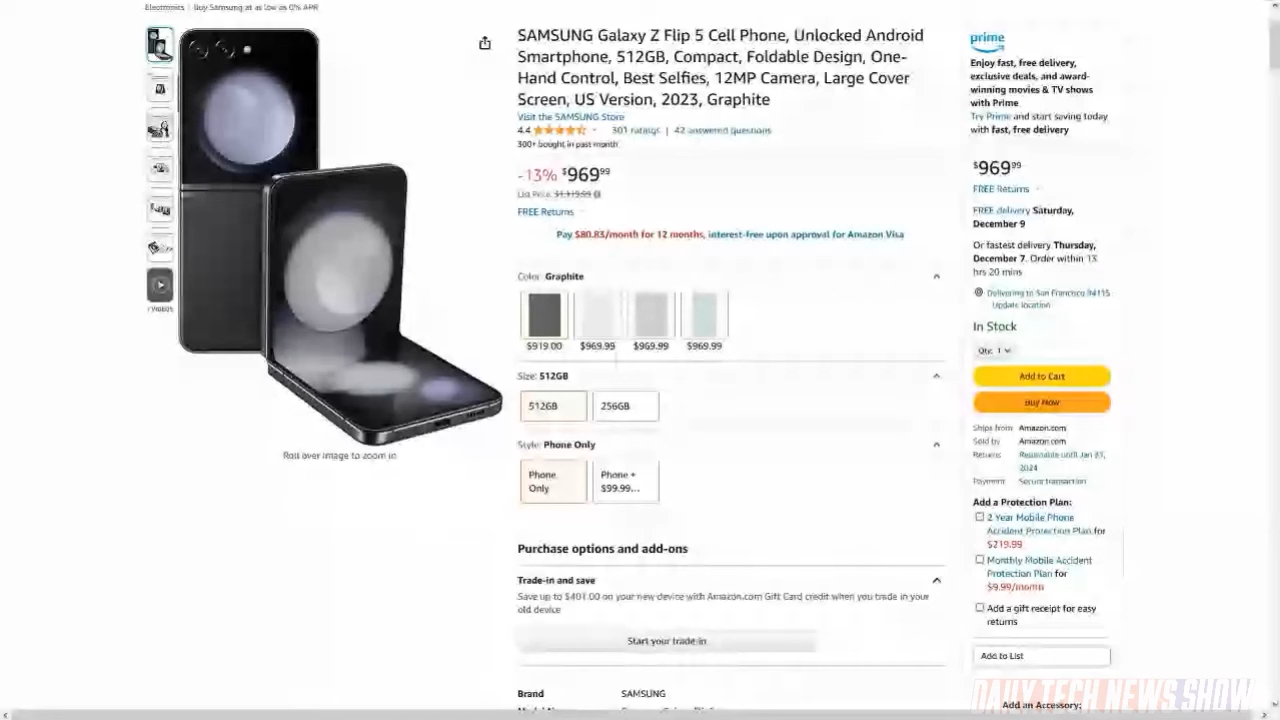 Electronics | Buy Samsung at as low as 0% APR
SAMSUNG Galaxy Z Flip 5 Cell Phone, Unlocked Android
Smartphone, 512GB, Compact, Foldable Design, One-
Hand Control, Best Selfies, 12MP Camera, Large Cover
Screen, US Version, 2023, Graphite
Visit the SAMSUNG Store
4.4 301 ratings | 42 answered questions
300+ bought in past month
-13% $969.99
List Price: $1,119.99
FREE Returns
Pay $80.83/month for 12 months, interest-free upon approval for Amazon Visa
Color: Graphite
$919.00 $969.99 $969.99 $969.99
Size: 512GB
512GB 256GB
Style: Phone Only
Phone Only
Phone + $99.99...
Purchase options and add-ons
Trade-in and save
Save up to $401.00 on your new device with Amazon.com Gift Card credit when you trade in your
old device
Start your trade-in
Brand SAMSUNG
7 VIDEOS
Roll over image to zoom in
prime
Enjoy fast, free delivery,
exclusive deals, and award-
winning movies & TV shows
with Prime
Try Prime and start saving today
with fast, free delivery
$969.99
FREE Returns
FREE delivery Saturday,
December 9
Or fastest delivery Thursday,
December 7. Order within 13
hrs 20 mins
Delivering to San Francisco 94115
Update location
In Stock
Qty: 1
Add to Cart
Buy Now
Ships from Amazon.com
Sold by Amazon.com
Returns Returnable until Jan 31,
2024
Payment Secure transaction
Add a Protection Plan:
2 Year Mobile Phone
Accident Protection Plan for
$219.99
Monthly Mobile Accident
Protection Plan for
$9.99/month
Add a gift receipt for easy
returns
Add to List
Add an Accessory:
DAILY TECH NEWS SHOW